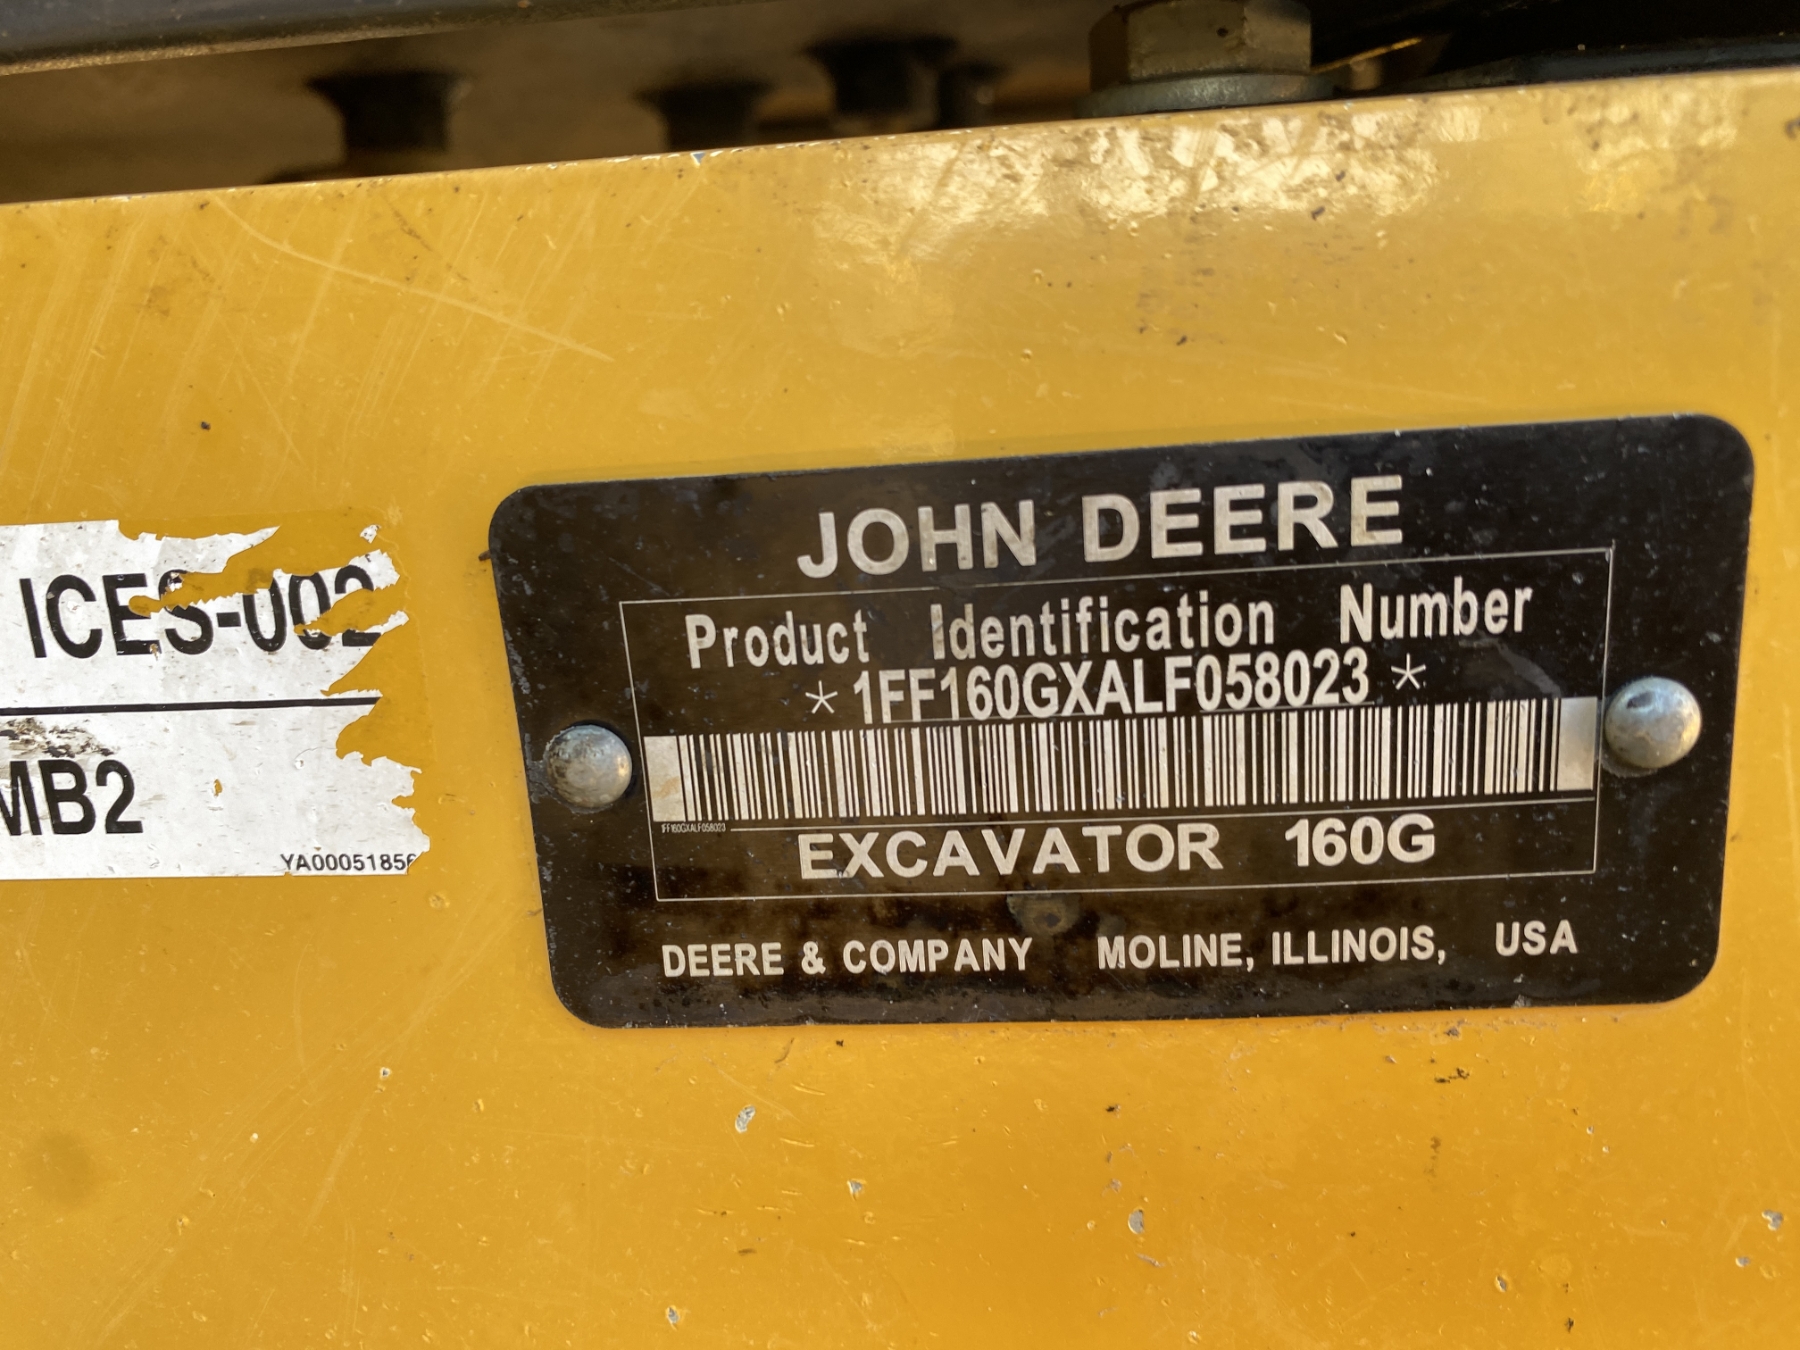 ICES-002
MB2
YA00051856
JOHN DEERE
Product Identification Number
*1FF160GXALF058023*
1FF160GXALF058023
EXCAVATOR 160G
DEERE & COMPANY MOLINE, ILLINOIS, USA